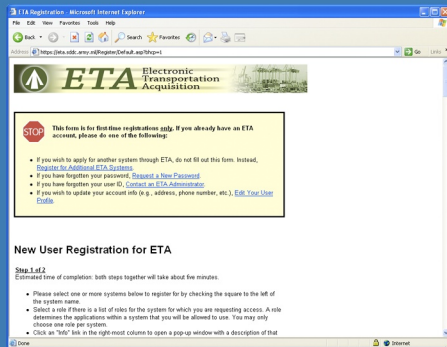 ETA Registration - Microsoft Internet Explorer
File Edit View Favorites Tools Help
Back Search Favorites
Address https://eta.sddc.army.mil/Register/Default.asp?bhcp=1 Go Links
ETA Electronic
Transportation
Acquisition
STOP
This form is for first-time registrations only. If you already have an ETA
account, please do one of the following:
• If you wish to apply for another system through ETA, do not fill out this form. Instead,
Register for Additional ETA Systems.
• If you have forgotten your password, Request a New Password.
• If you have forgotten your user ID, Contact an ETA Administrator.
• If you wish to update your account info (e.g., address, phone number, etc.), Edit Your User
Profile.
New User Registration for ETA
Step 1 of 2
Estimated time of completion: both steps together will take about five minutes.
• Please select one or more systems below to register for by checking the square to the left of
the system name.
• Select a role if there is a list of roles for the system for which you are requesting access. A role
determines the applications within a system that you will be allowed to use. You may only
choose one role per system.
• Click an "Info" link in the right-most column to open a pop-up window with a description of that
Done Internet